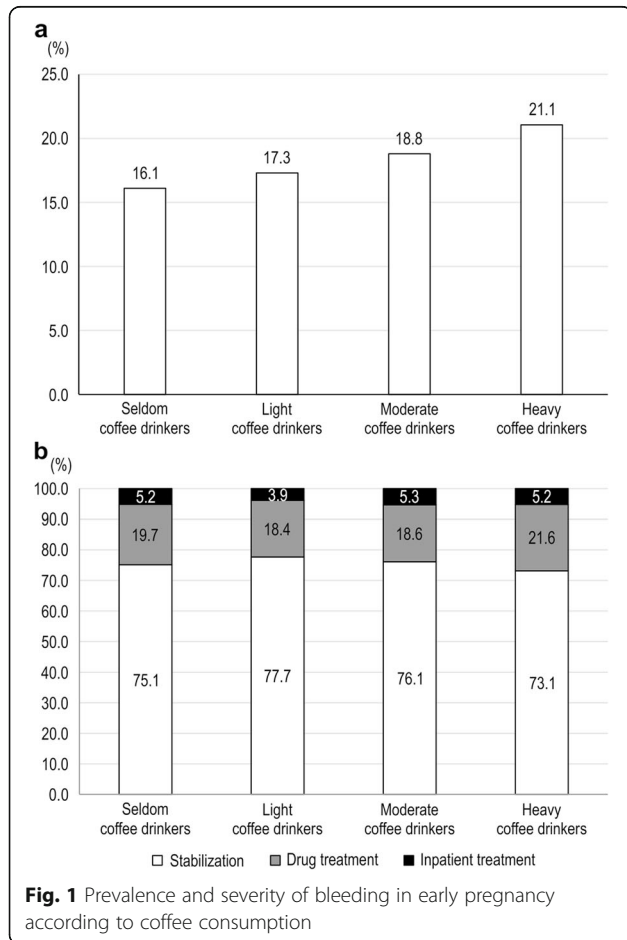 a
(%)
25.0
20.0
15.0
10.0
5.0
0.0
16.1
17.3
18.8
21.1
Seldom coffee drinkers
Light coffee drinkers
Moderate coffee drinkers
Heavy coffee drinkers
b
(%)
100.0
90.0
80.0
70.0
60.0
50.0
40.0
30.0
20.0
10.0
0.0
5.2
3.9
5.3
5.2
19.7
18.4
18.6
21.6
75.1
77.7
76.1
73.1
Seldom coffee drinkers
Light coffee drinkers
Moderate coffee drinkers
Heavy coffee drinkers
Stabilization Drug treatment Inpatient treatment
Fig. 1 Prevalence and severity of bleeding in early pregnancy
according to coffee consumption